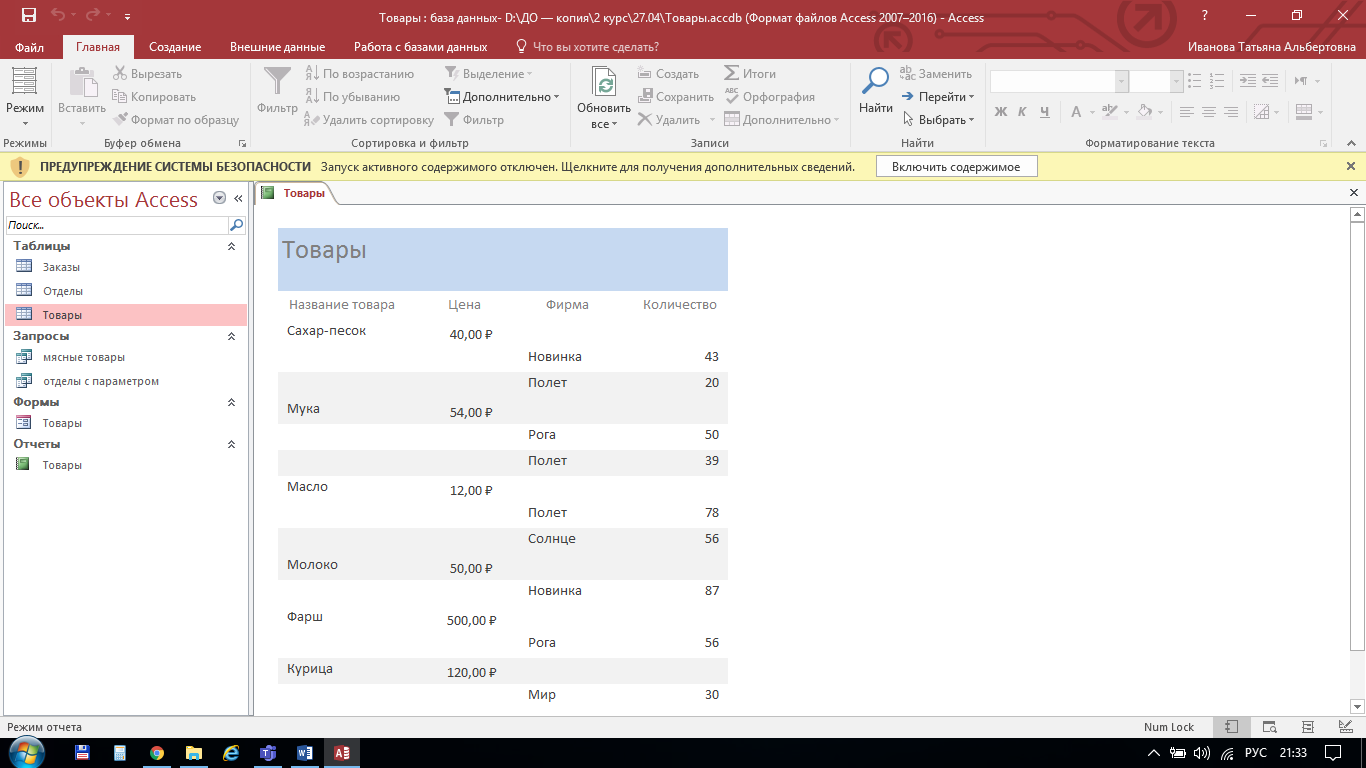 Товары : база данных- D:\ДО — копия\2 курс\27.04\Товары.accdb (Формат файлов Access 2007–2016) - Access
?
Файл Главная Создание Внешние данные Работа с базами данных Что вы хотите сделать? Иванова Татьяна Альбертовна
Режим
Режимы
Вставить
Вырезать
Копировать
Формат по образцу
Буфер обмена
Фильтр
По возрастанию
По убыванию
Удалить сортировку
Выделение
Дополнительно
Фильтр
Сортировка и фильтр
Обновить
все
Создать
Сохранить
Удалить
Итоги
Орфография
Дополнительно
Записи
Найти
Заменить
Перейти
Выбрать
Найти
Ж К Ч А
Форматирование текста
ПРЕДУПРЕЖДЕНИЕ СИСТЕМЫ БЕЗОПАСНОСТИ Запуск активного содержимого отключен. Щелкните для получения дополнительных сведений. Включить содержимое
Все объекты Access
Поиск...
Таблицы
Заказы
Отделы
Товары
Запросы
мясные товары
отделы с параметром
Формы
Товары
Отчеты
Товары
Товары
Товары
Название товара Цена Фирма Количество
Сахар-песок 40,00 ₽
Новинка 43
Полет 20
Мука 54,00 ₽
Рога 50
Полет 39
Масло 12,00 ₽
Полет 78
Солнце 56
Молоко 50,00 ₽
Новинка 87
Фарш 500,00 ₽
Рога 56
Курица 120,00 ₽
Мир 30
Режим отчета Num Lock
РУС 21:33